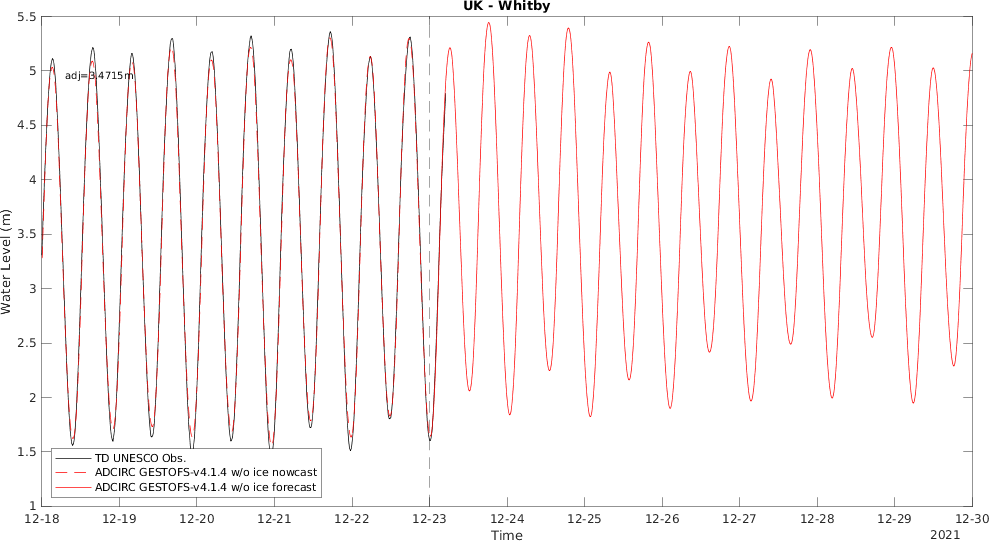 UK - Whitby
5.5
5
4.5
4
3.5
3
2.5
2
1.5
1
Water Level (m)
adj=3.4715m
TD UNESCO Obs.
ADCIRC GESTOFS-v4.1.4 w/o ice nowcast
ADCIRC GESTOFS-v4.1.4 w/o ice forecast
12-18 12-19 12-20 12-21 12-22 12-23 12-24 12-25 12-26 12-27 12-28 12-29 12-30
Time
2021